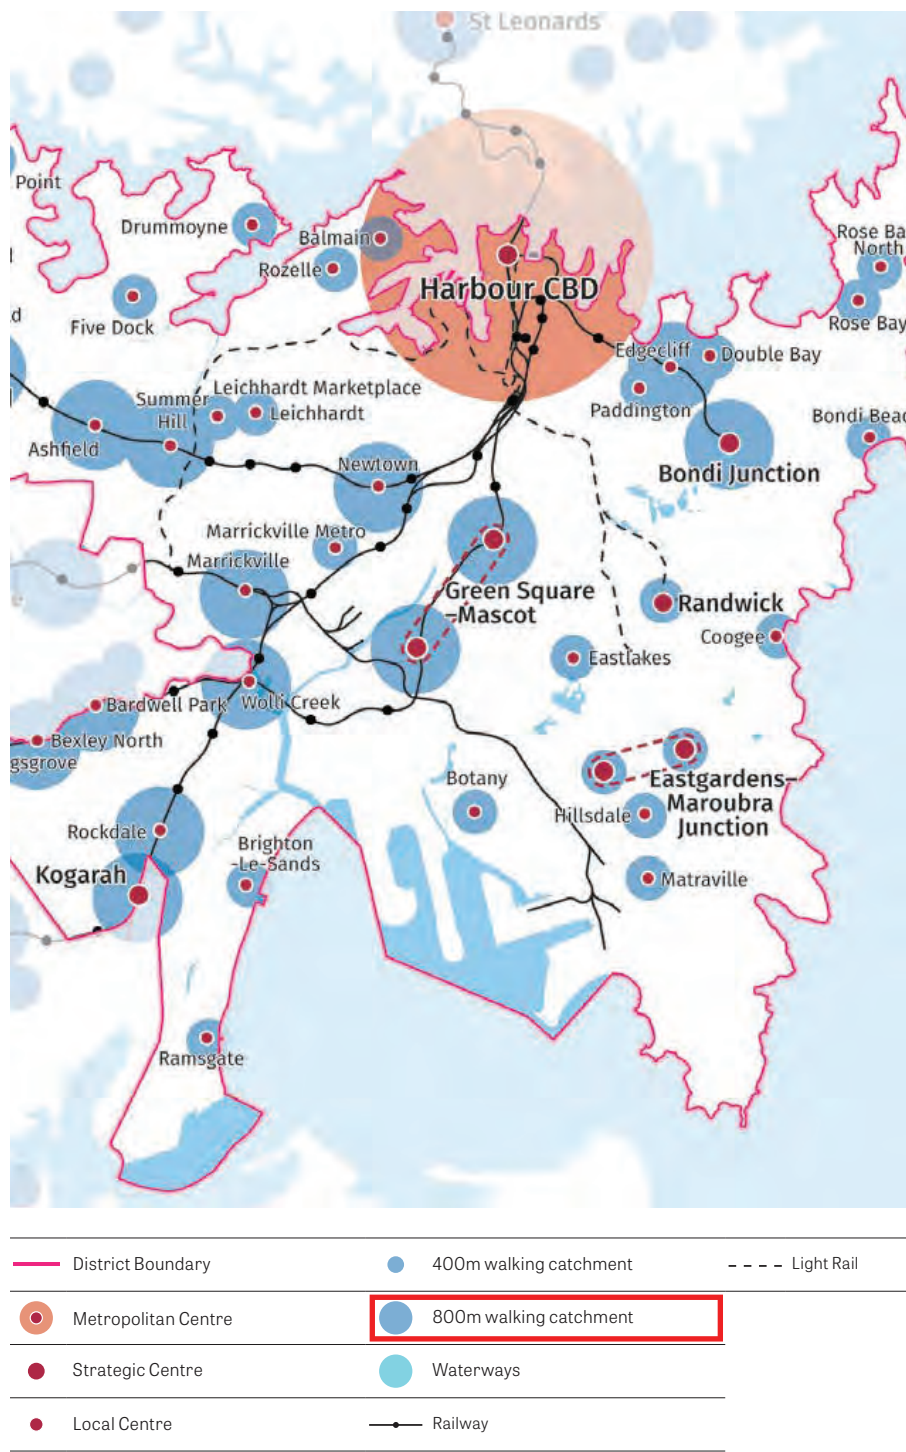 St Leonards
Point
Drummoyne
Balmain
Rozelle
Rose Ba
North
Harbour CBD
d
Five Dock
Rose Bay
Edgecliff
Double Bay
Summer
Hill
Leichhardt Marketplace
Leichhardt
Paddington
Bondi Beac
Ashfield
Newtown
Bondi Junction
Marrickville Metro
Marrickville
Green Square
–Mascot
Randwick
Coogee
Eastlakes
Bardwell Park
Wolli Creek
Bexley North
gsgrove
Botany
Eastgardens–
Maroubra
Junction
Hillsdale
Rockdale
Brighton
-Le-Sands
Kogarah
Matraville
Ramsgate
District Boundary
400m walking catchment
Light Rail
Metropolitan Centre
800m walking catchment
Strategic Centre
Waterways
Local Centre
Railway